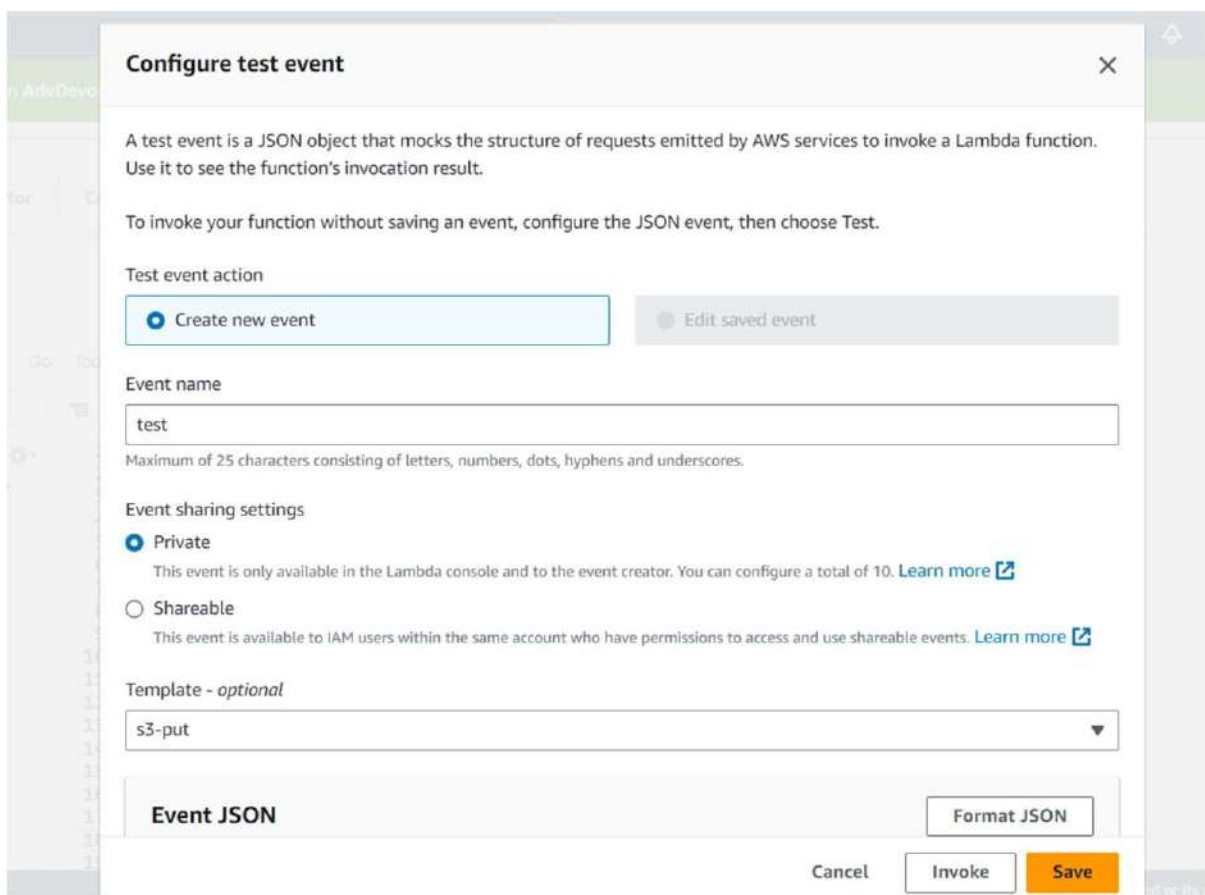 Configure test event
A test event is a JSON object that mocks the structure of requests emitted by AWS services to invoke a Lambda function.
Use it to see the function's invocation result.
To invoke your function without saving an event, configure the JSON event, then choose Test.
Test event action
Create new event
Edit saved event
Event name
test
Maximum of 25 characters consisting of letters, numbers, dots, hyphens and underscores.
Event sharing settings
Private
This event is only available in the Lambda console and to the event creator. You can configure a total of 10. Learn more
Shareable
This event is available to IAM users within the same account who have permissions to access and use shareable events. Learn more
Template - optional
s3-put
Event JSON
Format JSON
Cancel
Invoke
Save